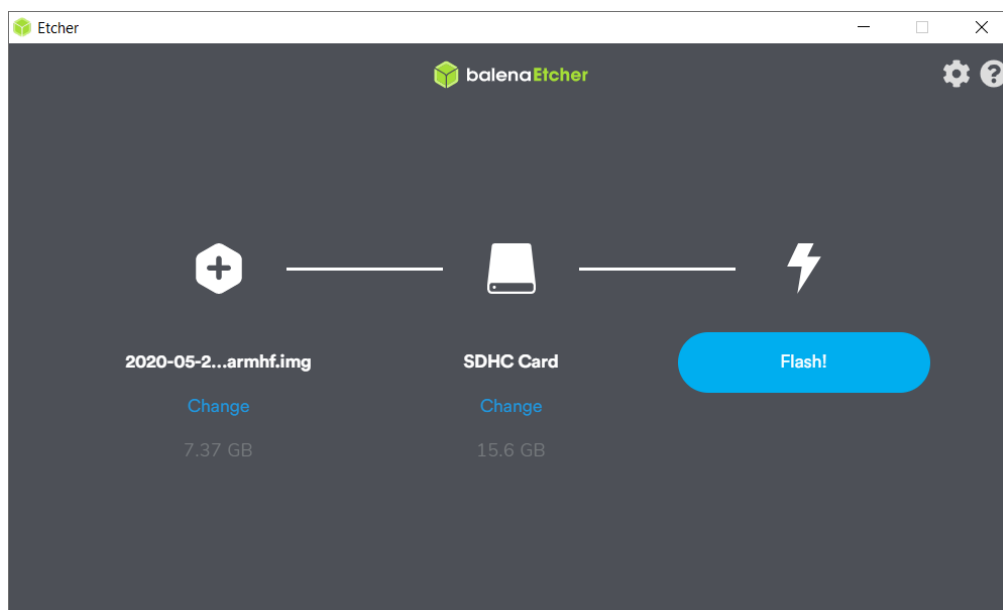 Etcher
balenaEtcher
2020-05-2...armhf.img
SDHC Card
Flash!
Change
Change
7.37 GB
15.6 GB